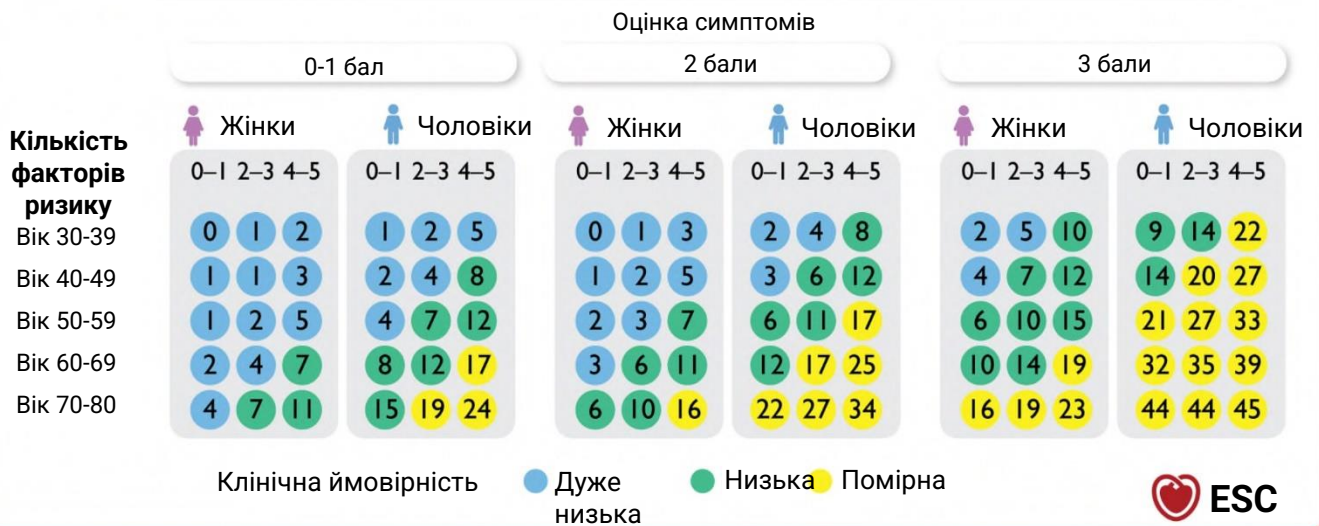 Оцінка симптомів
0-1 бал 2 бали 3 бали
Жінки Чоловіки Жінки Чоловіки Жінки Чоловіки
Кількість
факторів
ризику
0–1 2–3 4–5 0–1 2–3 4–5 0–1 2–3 4–5 0–1 2–3 4–5 0–1 2–3 4–5 0–1 2–3 4–5
Вік 30-39 0 1 2 1 2 5 0 1 3 2 4 8 2 5 10 9 14 22
Вік 40-49 1 1 3 2 4 8 1 2 5 3 6 12 4 7 12 14 20 27
Вік 50-59 1 2 5 4 7 12 2 3 7 6 11 17 6 10 15 21 27 33
Вік 60-69 2 4 7 8 12 17 3 6 11 12 17 25 10 14 19 32 35 39
Вік 70-80 4 7 11 15 19 24 6 10 16 22 27 34 16 19 23 44 44 45
Клінічна ймовірність Дуже низька Низька Помірна
ESC